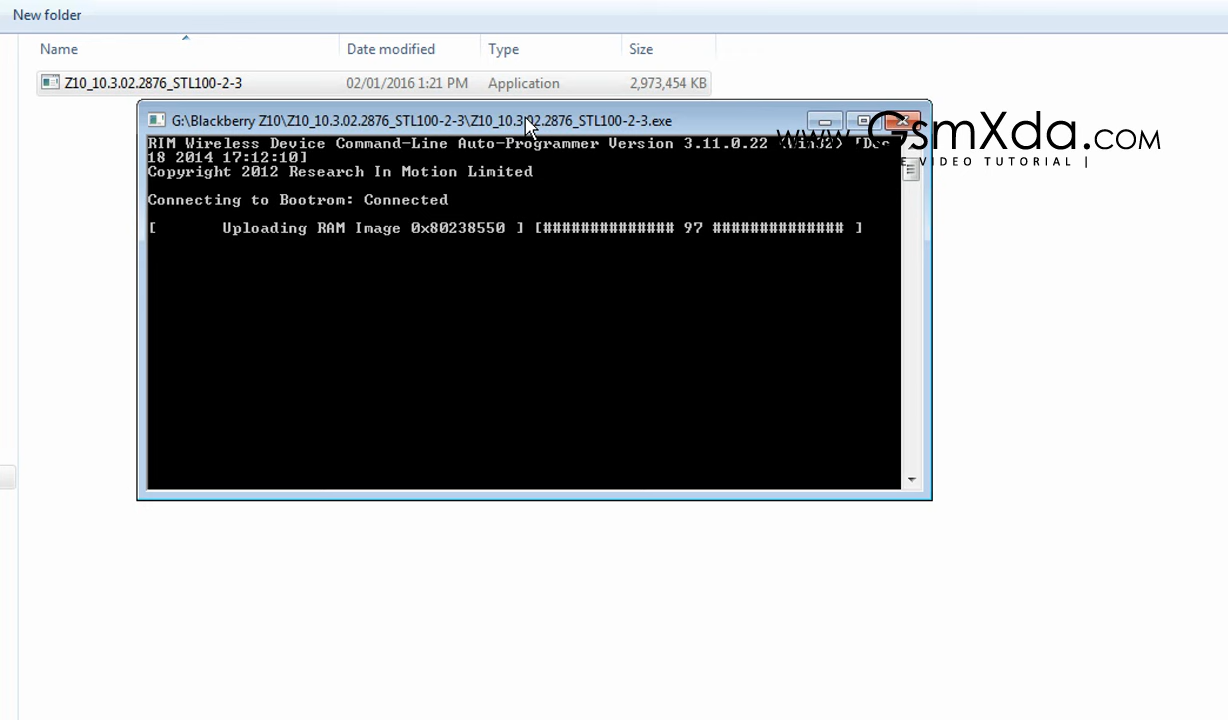 New folder
Name Date modified Type Size
Z10_10.3.02.2876_STL100-2-3 02/01/2016 1:21 PM Application 2,973,454 KB
G:\Blackberry Z10\Z10_10.3.02.2876_STL100-2-3\Z10_10.3.02.2876_STL100-2-3.exe
www.GsmXda.com
E VIDEO TUTORIAL |
RIM Wireless Device Command-Line Auto-Programmer Version 3.11.0.22 (Win32) [Dec
18 2014 17:12:10]
Copyright 2012 Research In Motion Limited
Connecting to Bootrom: Connected
[ Uploading RAM Image 0x80238550 ] [############## 97 ############## ]